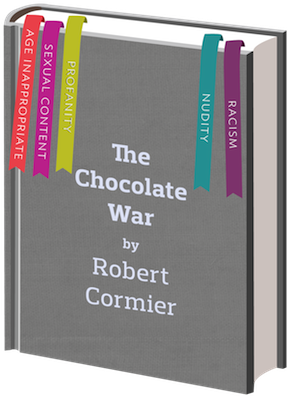 AGE INAPPROPRIATE
SEXUAL CONTENT
PROFANITY
NUDITY
RACISM
The
Chocolate
War
by
Robert
Cormier